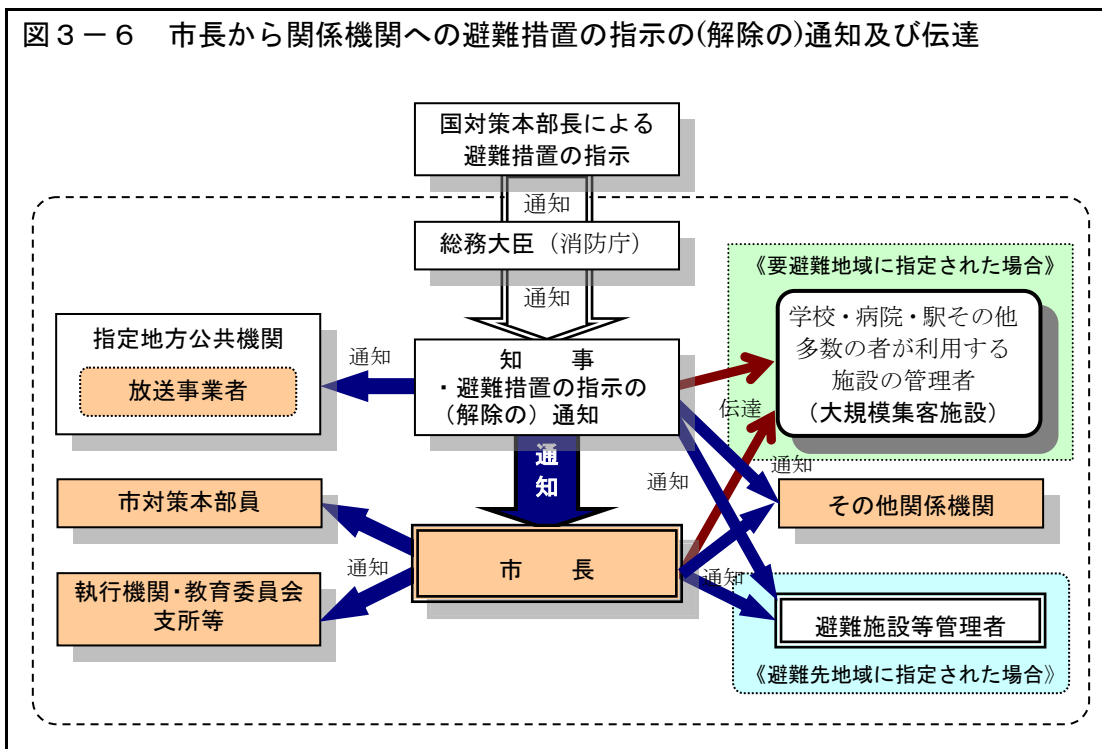 図３－６　市長から関係機関への避難措置の指示の(解除の)通知及び伝達
国対策本部長による
避難措置の指示
通知
総務大臣（消防庁）
通知
《要避難地域に指定された場合》
学校・病院・駅その他
多数の者が利用する
施設の管理者
（大規模集客施設）
指定地方公共機関
放送事業者
通知
知　　事
・避難措置の指示の
（解除の）通知
伝達
通知
通知
通知
市対策本部員
その他関係機関
市　　長
通知
通知
執行機関・教育委員会
支所等
避難施設等管理者
《避難先地域に指定された場合》